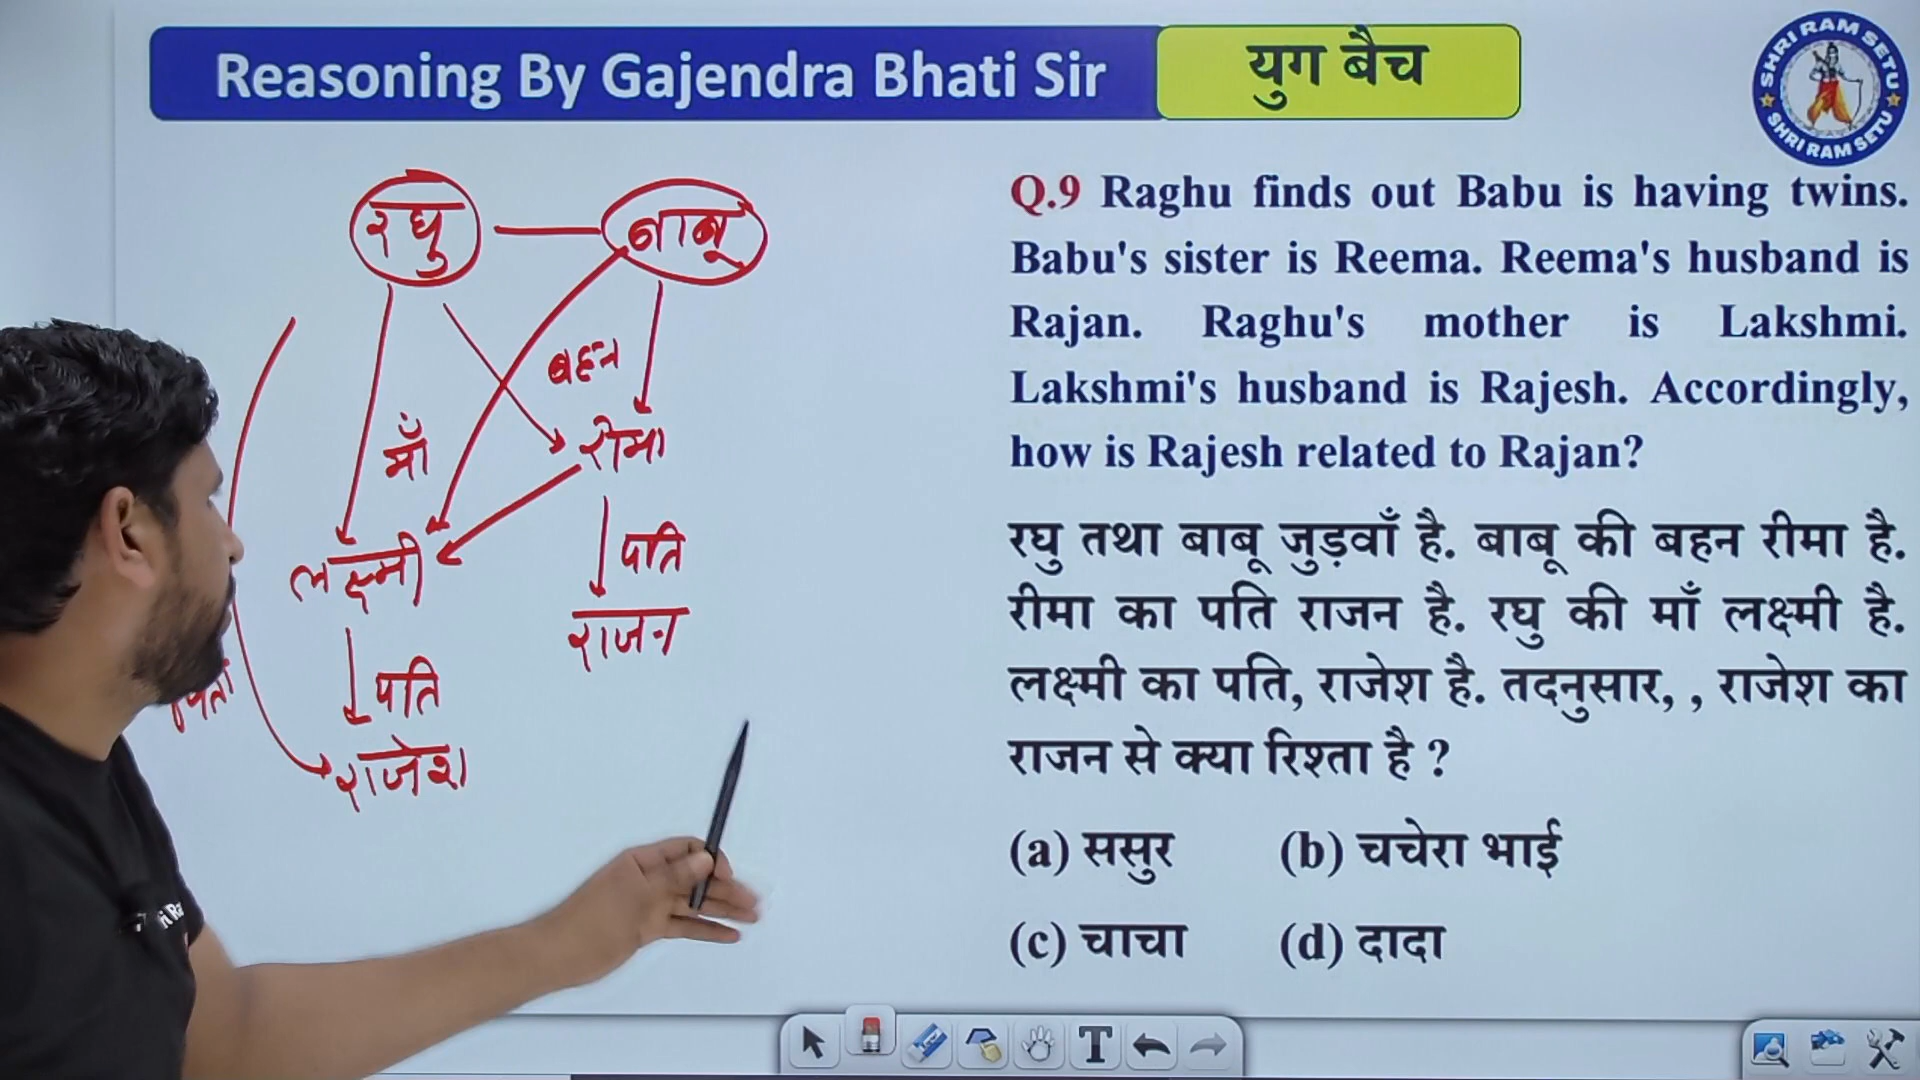 Reasoning By Gajendra Bhati Sir
युग बैच
SHRI RAM SETU
SHRI RAM SETU
Q.9 Raghu finds out Babu is having twins.
Babu's sister is Reema. Reema's husband is
Rajan. Raghu's mother is Lakshmi.
Lakshmi's husband is Rajesh. Accordingly,
how is Rajesh related to Rajan?
रघु तथा बाबू जुड़वाँ है. बाबू की बहन रीमा है.
रीमा का पति राजन है. रघु की माँ लक्ष्मी है.
लक्ष्मी का पति, राजेश है. तदनुसार, , राजेश का
राजन से क्या रिश्ता है ?
(a) ससुर (b) चचेरा भाई
(c) चाचा (d) दादा
रघु
बाबू
बहन
माँ
रीमा
लक्ष्मी
पति
राजन
पति
राजेश
T